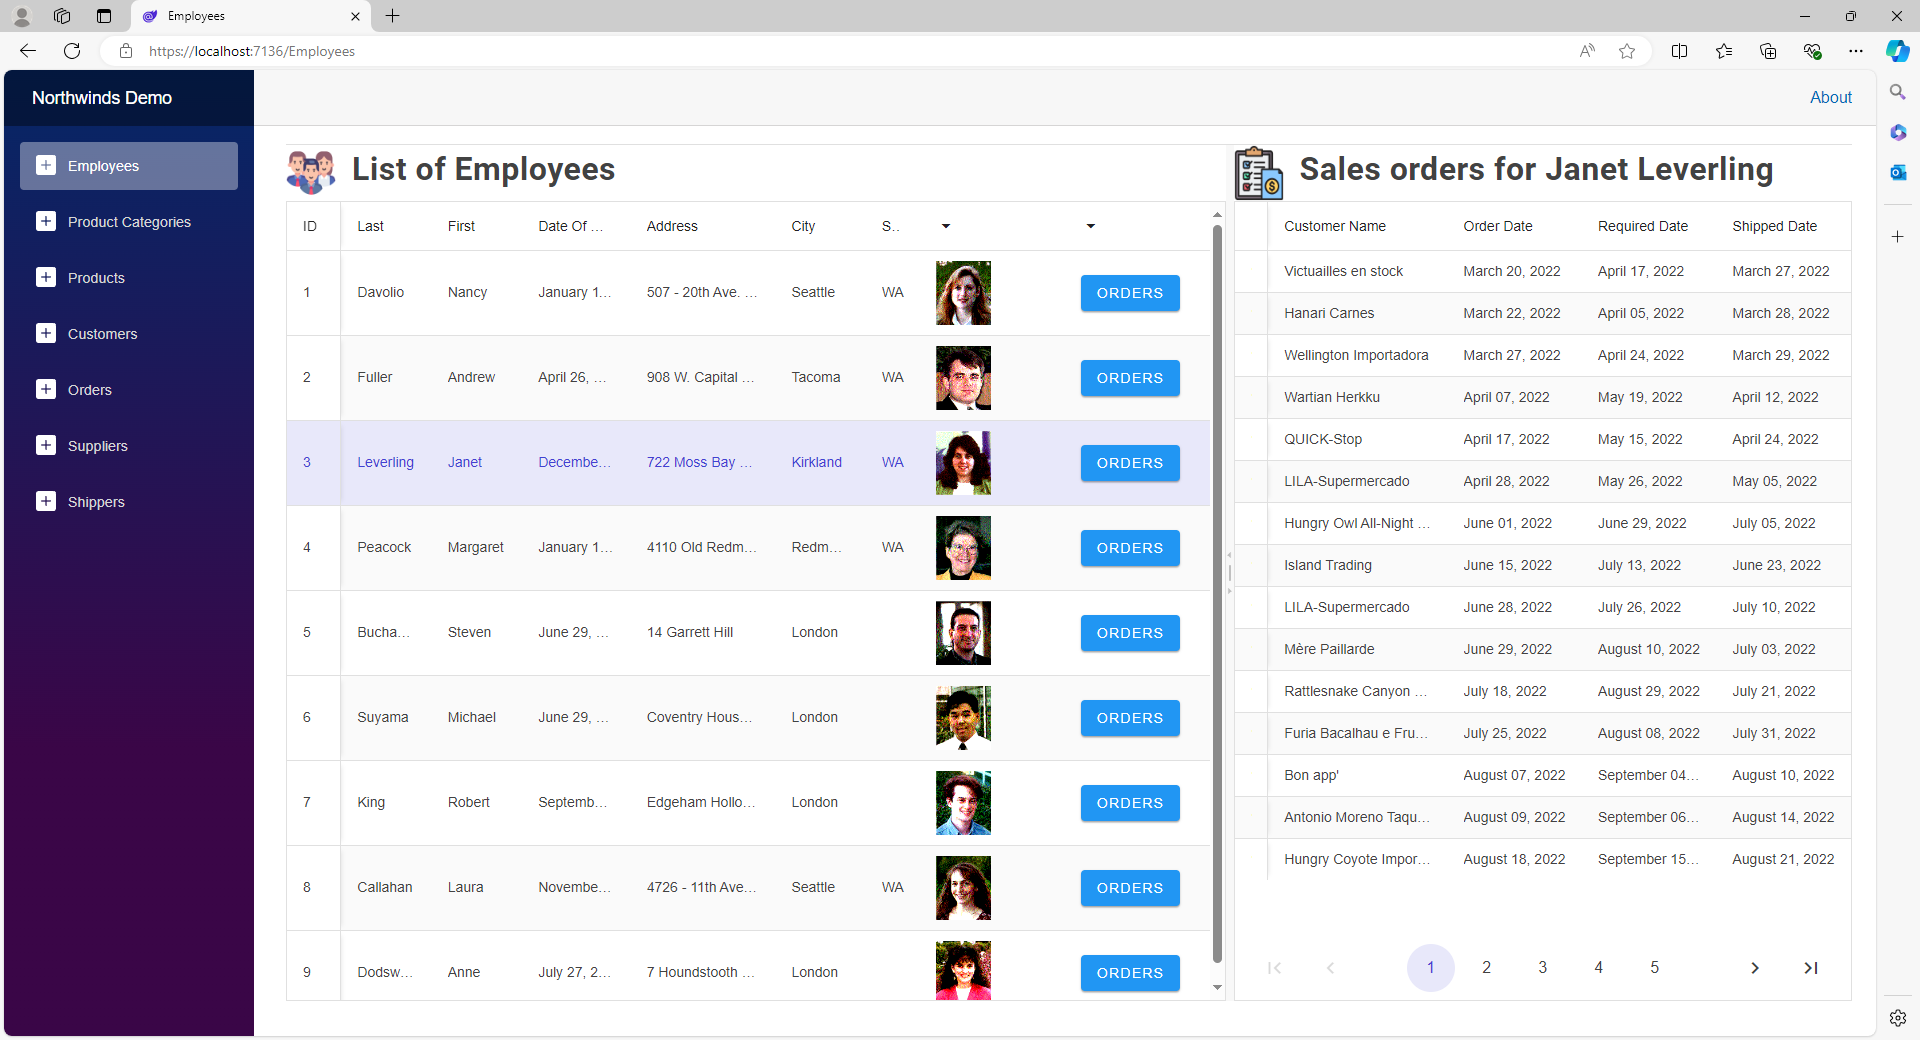 Employees
https://localhost:7136/Employees
Northwinds Demo
About
Employees
Product Categories
Products
Customers
Orders
Suppliers
Shippers
List of Employees
ID Last First Date Of ... Address City S..
1 Davolio Nancy January 1... 507 - 20th Ave. ... Seattle WA ORDERS
2 Fuller Andrew April 26, ... 908 W. Capital ... Tacoma WA ORDERS
3 Leverling Janet Decembe... 722 Moss Bay ... Kirkland WA ORDERS
4 Peacock Margaret January 1... 4110 Old Redm... Redm... WA ORDERS
5 Bucha... Steven June 29, ... 14 Garrett Hill London ORDERS
6 Suyama Michael June 29, ... Coventry Hous... London ORDERS
7 King Robert Septemb... Edgeham Hollo... London ORDERS
8 Callahan Laura Novembe... 4726 - 11th Ave... Seattle WA ORDERS
9 Dodsw... Anne July 27, 2... 7 Houndstooth ... London ORDERS
Sales orders for Janet Leverling
Customer Name Order Date Required Date Shipped Date
Victuailles en stock March 20, 2022 April 17, 2022 March 27, 2022
Hanari Carnes March 22, 2022 April 05, 2022 March 28, 2022
Wellington Importadora March 27, 2022 April 24, 2022 March 29, 2022
Wartian Herkku April 07, 2022 May 19, 2022 April 12, 2022
QUICK-Stop April 17, 2022 May 15, 2022 April 24, 2022
LILA-Supermercado April 28, 2022 May 26, 2022 May 05, 2022
Hungry Owl All-Night ... June 01, 2022 June 29, 2022 July 05, 2022
Island Trading June 15, 2022 July 13, 2022 June 23, 2022
LILA-Supermercado June 28, 2022 July 26, 2022 July 10, 2022
Mère Paillarde June 29, 2022 August 10, 2022 July 03, 2022
Rattlesnake Canyon ... July 18, 2022 August 29, 2022 July 21, 2022
Furia Bacalhau e Fru... July 25, 2022 August 08, 2022 July 31, 2022
Bon app' August 07, 2022 September 04... August 10, 2022
Antonio Moreno Taqu... August 09, 2022 September 06... August 14, 2022
Hungry Coyote Impor... August 18, 2022 September 15... August 21, 2022
1 2 3 4 5